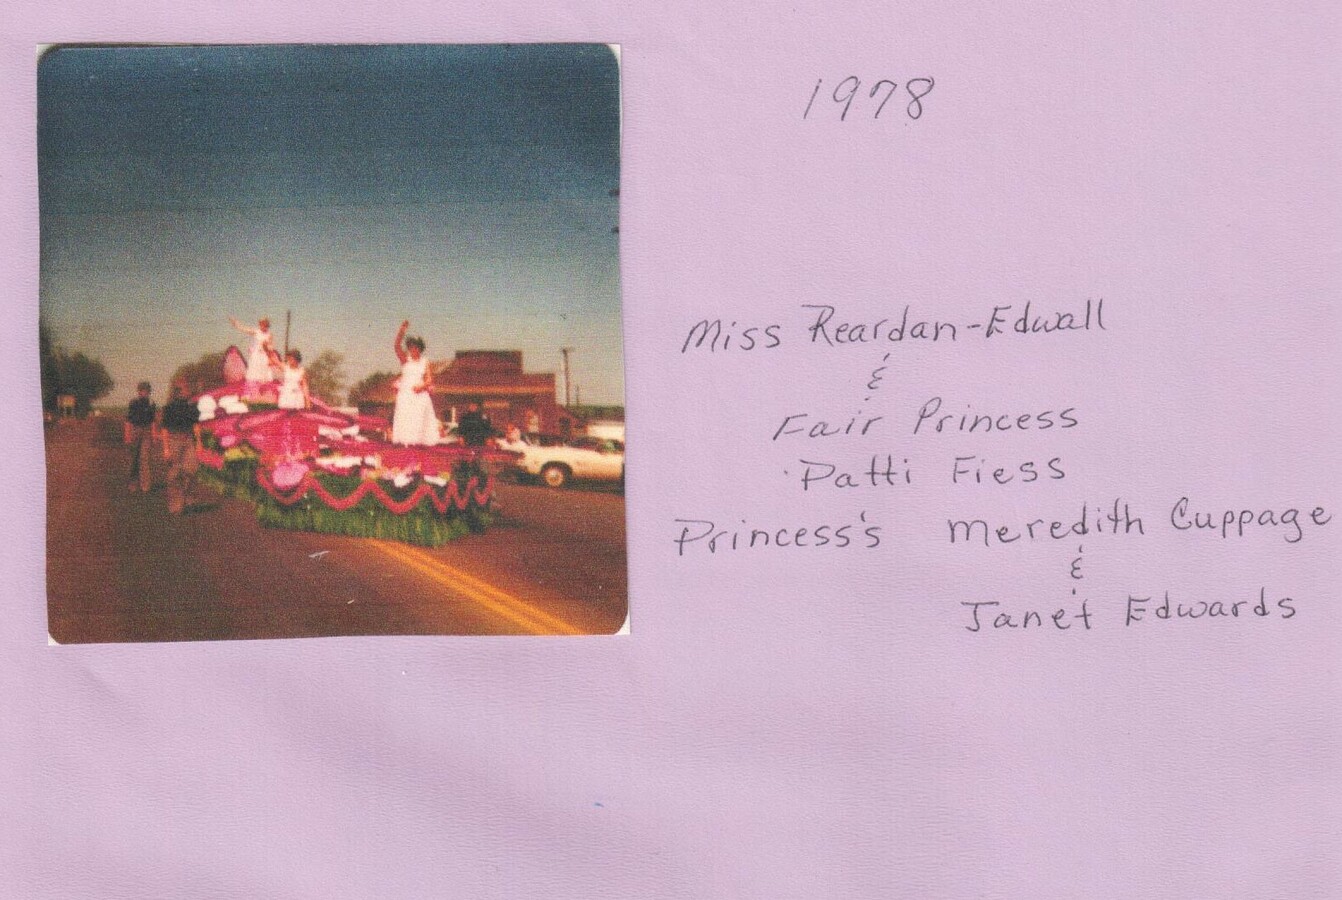 1978
Miss Reardan-Edwall
&
Fair Princess
Patti Fiess
Princess's Meredith Cuppage
&
Janet Edwards